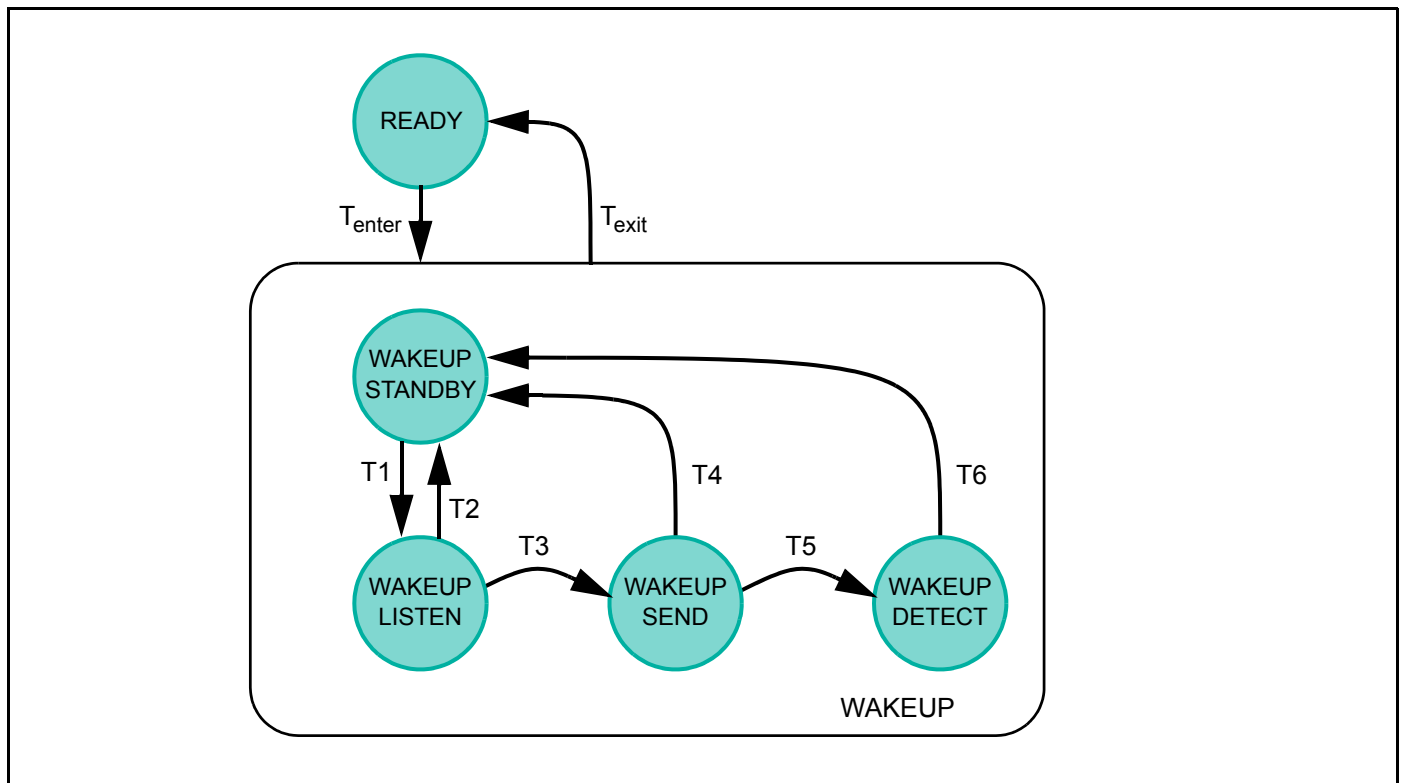 READY
Tenter
Texit
WAKEUP
STANDBY
T1
T2
T4
T6
T3
T5
WAKEUP
LISTEN
WAKEUP
SEND
WAKEUP
DETECT
WAKEUP